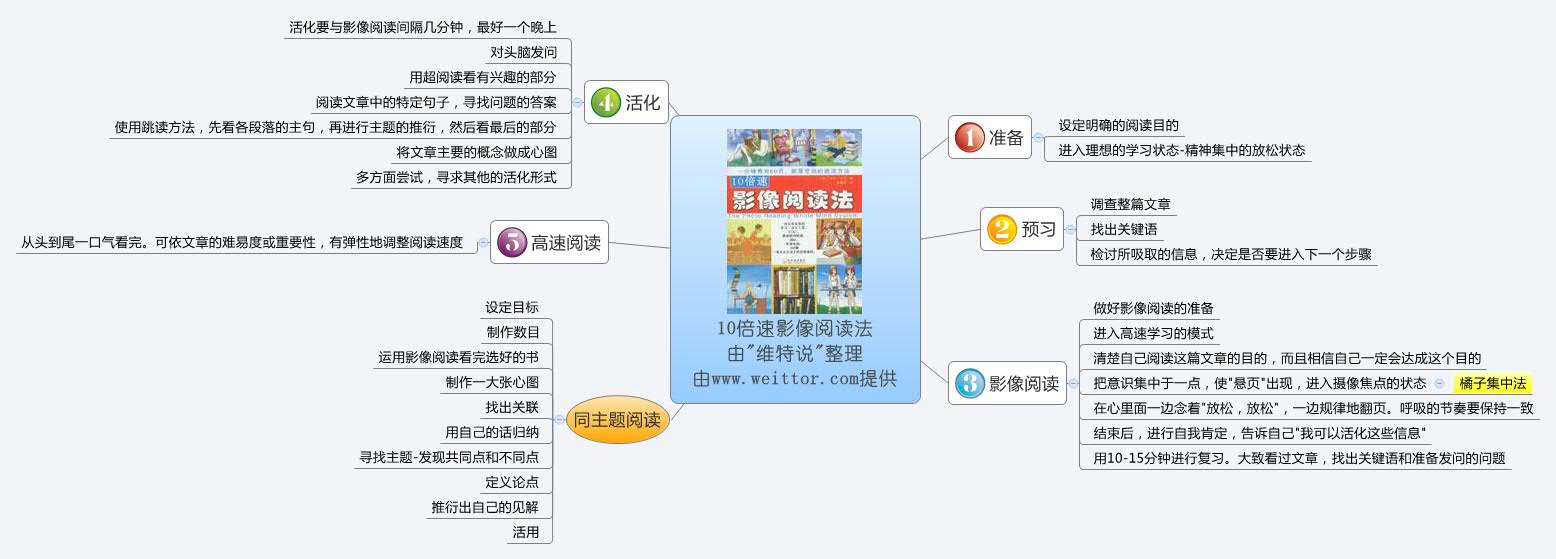 10倍速
影像阅读法
The Photo Reading Whole Mind System
10倍速影像阅读法
由"维特说"整理
由www.weittor.com提供
1 准备
设定明确的阅读目的
进入理想的学习状态-精神集中的放松状态
2 预习
调查整篇文章
找出关键语
检讨所吸取的信息，决定是否要进入下一个步骤
3 影像阅读
做好影像阅读的准备
进入高速学习的模式
清楚自己阅读这篇文章的目的，而且相信自己一定会达成这个目的
把意识集中于一点，使"悬页"出现，进入摄像焦点的状态
橘子集中法
在心里面一边念着"放松，放松"，一边规律地翻页。呼吸的节奏要保持一致
结束后，进行自我肯定，告诉自己"我可以活化这些信息"
用10-15分钟进行复习。大致看过文章，找出关键语和准备发问的问题
4 活化
活化要与影像阅读间隔几分钟，最好一个晚上
对头脑发问
用超阅读看有兴趣的部分
阅读文章中的特定句子，寻找问题的答案
使用跳读方法，先看各段落的主句，再进行主题的推衍，然后看最后的部分
将文章主要的概念做成心图
多方面尝试，寻求其他的活化形式
5 高速阅读
从头到尾一口气看完。可依文章的难易度或重要性，有弹性地调整阅读速度
同主题阅读
设定目标
制作数目
运用影像阅读看完选好的书
制作一大张心图
找出关联
用自己的话归纳
寻找主题-发现共同点和不同点
定义论点
推衍出自己的见解
活用